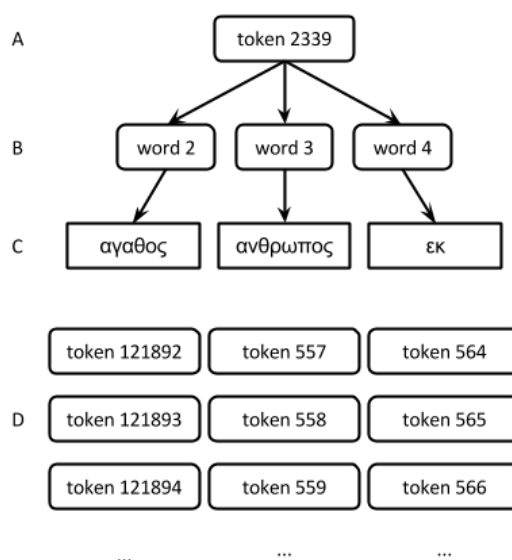 A token 2339
B word 2 word 3 word 4
C αγαθος ανθρωπος εκ
token 121892 token 557 token 564
D token 121893 token 558 token 565
token 121894 token 559 token 566
... ... ...